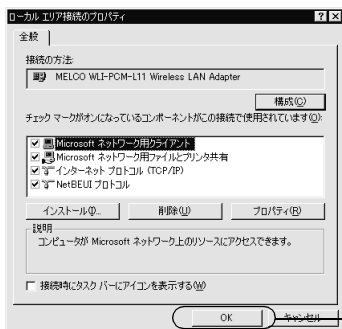 ローカル エリア接続のプロパティ
全般
接続の方法:
MELCO WLI-PCM-L11 Wireless LAN Adapter
構成(C)
チェック マークがオンになっているコンポーネントがこの接続で使用されています(O):
Microsoft ネットワーク用クライアント
Microsoft ネットワーク用ファイルとプリンタ共有
インターネット プロトコル (TCP/IP)
NetBEUI プロトコル
インストール(I)...
削除(U)
プロパティ(R)
説明
コンピュータが Microsoft ネットワーク上のリソースにアクセスできます。
接続時にタスク バーにアイコンを表示する(W)
OK
キャンセル